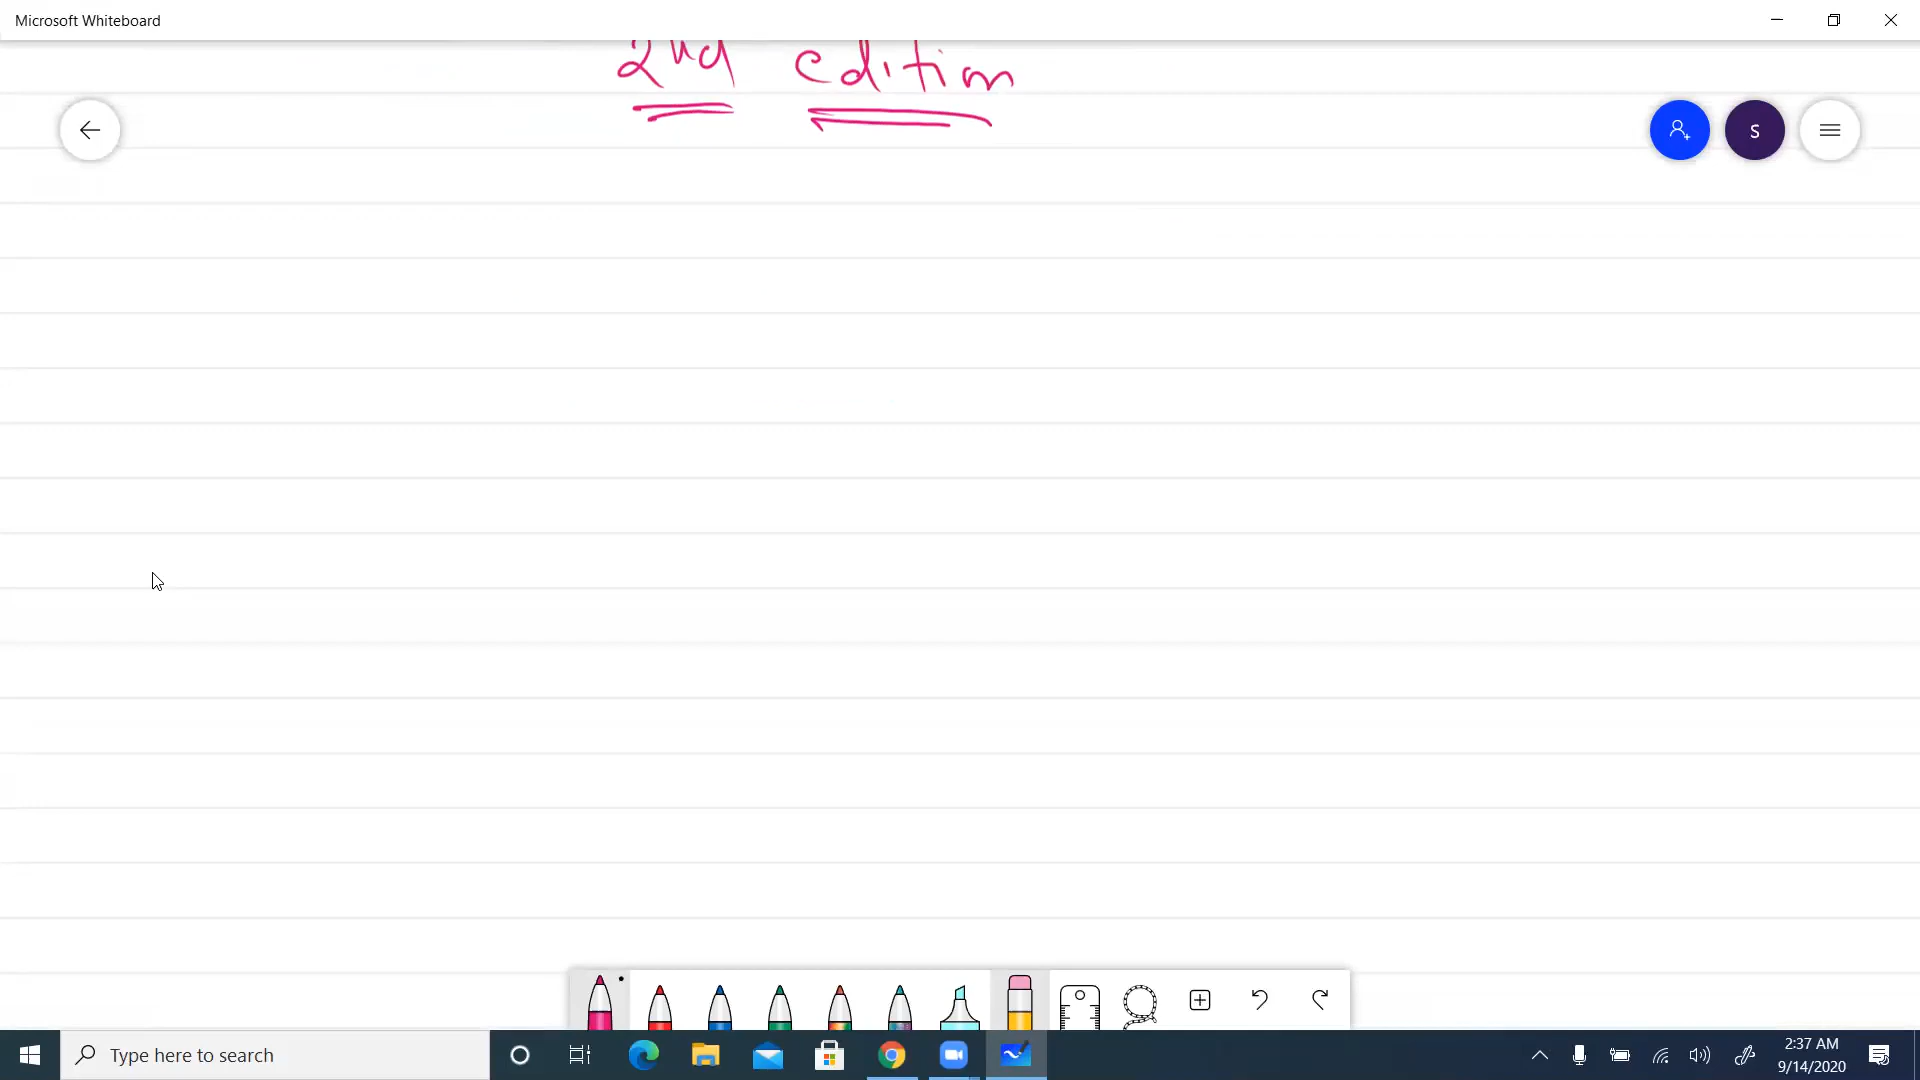 Microsoft Whiteboard
2nd edition
S
Type here to search
2:37 AM
9/14/2020